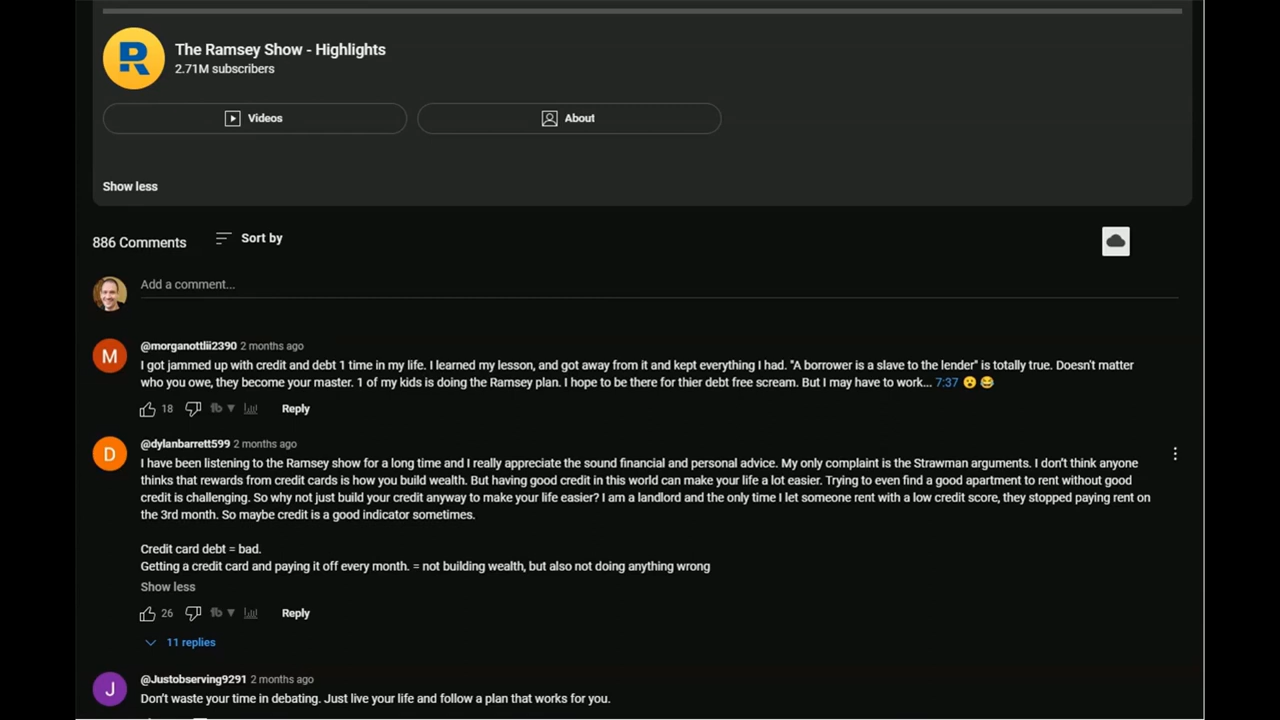 R
The Ramsey Show - Highlights
2.71M subscribers
Videos
About
Show less
886 Comments
Sort by
Add a comment...
M
@morganottlii2390 2 months ago
I got jammed up with credit and debt 1 time in my life. I learned my lesson, and got away from it and kept everything I had. "A borrower is a slave to the lender" is totally true. Doesn't matter
who you owe, they become your master. 1 of my kids is doing the Ramsey plan. I hope to be there for thier debt free scream. But I may have to work... 7:37 😮 😂
18
Reply
D
@dylanbarrett599 2 months ago
I have been listening to the Ramsey show for a long time and I really appreciate the sound financial and personal advice. My only complaint is the Strawman arguments. I don't think anyone
thinks that rewards from credit cards is how you build wealth. But having good credit in this world can make your life a lot easier. Trying to even find a good apartment to rent without good
credit is challenging. So why not just build your credit anyway to make your life easier? I am a landlord and the only time I let someone rent with a low credit score, they stopped paying rent on
the 3rd month. So maybe credit is a good indicator sometimes.
Credit card debt = bad.
Getting a credit card and paying it off every month. = not building wealth, but also not doing anything wrong
Show less
26
Reply
11 replies
J
@Justobserving9291 2 months ago
Don't waste your time in debating. Just live your life and follow a plan that works for you.